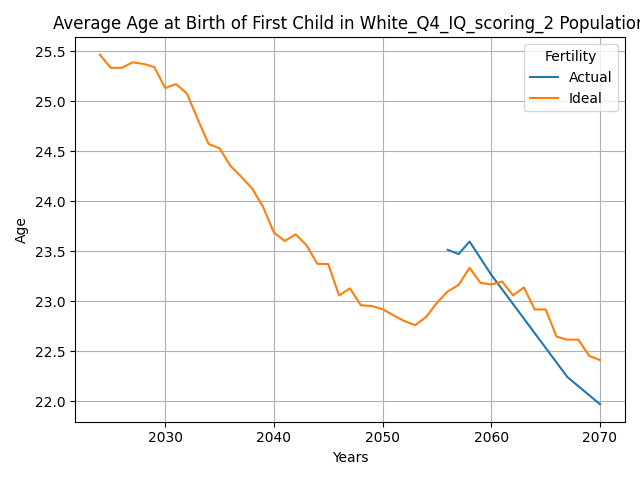 Average Age at Birth of First Child in White_Q4_IQ_scoring_2 Population
Fertility
Actual
Ideal
25.5
25.0
24.5
24.0
23.5
23.0
22.5
22.0
Age
2030 2040 2050 2060 2070
Years